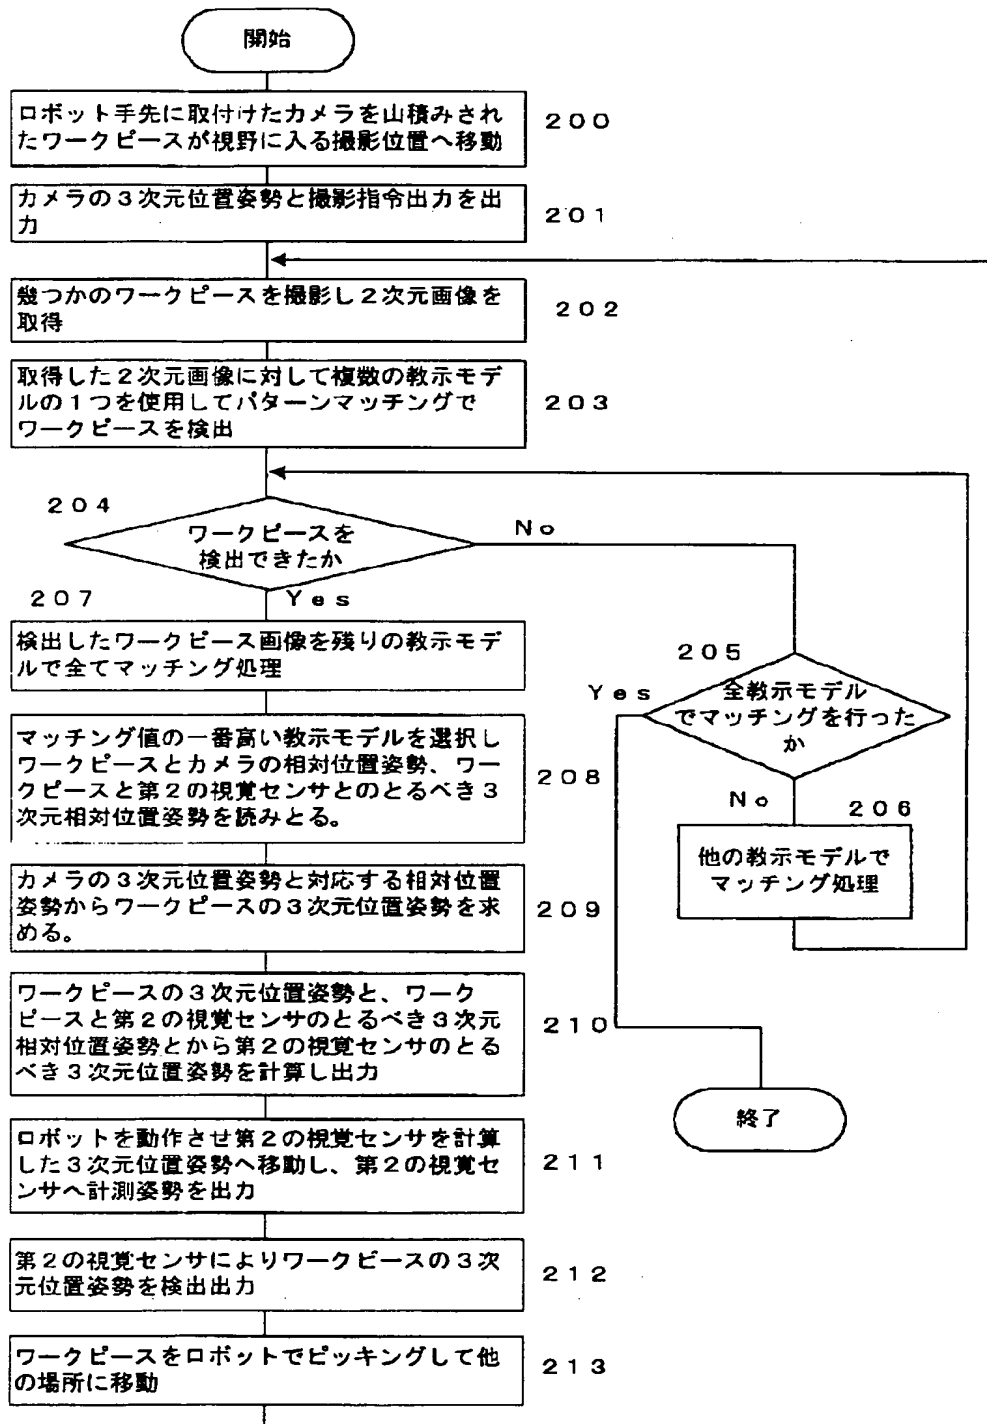 開始
ロボット手先に取付けたカメラを山積みされ
たワークピースが視野に入る撮影位置へ移動
200
カメラの3次元位置姿勢と撮影指令出力を出
力
201
幾つかのワークピースを撮影し2次元画像を
取得
202
取得した2次元画像に対して複数の教示モデ
ルの1つを使用してパターンマッチングで
ワークピースを検出
203
204
ワークピースを
検出できたか
No
Yes
207
検出したワークピース画像を残りの教示モデ
ルで全てマッチング処理
205
全教示モデル
でマッチングを行った
か
Yes
No
206
他の教示モデルで
マッチング処理
マッチング値の一番高い教示モデルを選択し
ワークピースとカメラの相対位置姿勢、ワー
クピースと第2の視覚センサとのとるべき3
次元相対位置姿勢を読みとる。
208
カメラの3次元位置姿勢と対応する相対位置
姿勢からワークピースの3次元位置姿勢を求
める。
209
ワークピースの3次元位置姿勢と、ワーク
ピースと第2の視覚センサのとるべき3次元
相対位置姿勢とから第2の視覚センサのとる
べき3次元位置姿勢を計算し出力
210
終了
ロボットを動作させ第2の視覚センサを計算
した3次元位置姿勢へ移動し、第2の視覚セ
ンサへ計測姿勢を出力
211
第2の視覚センサによりワークピースの3次
元位置姿勢を検出出力
212
ワークピースをロボットでピッキングして他
の場所に移動
213